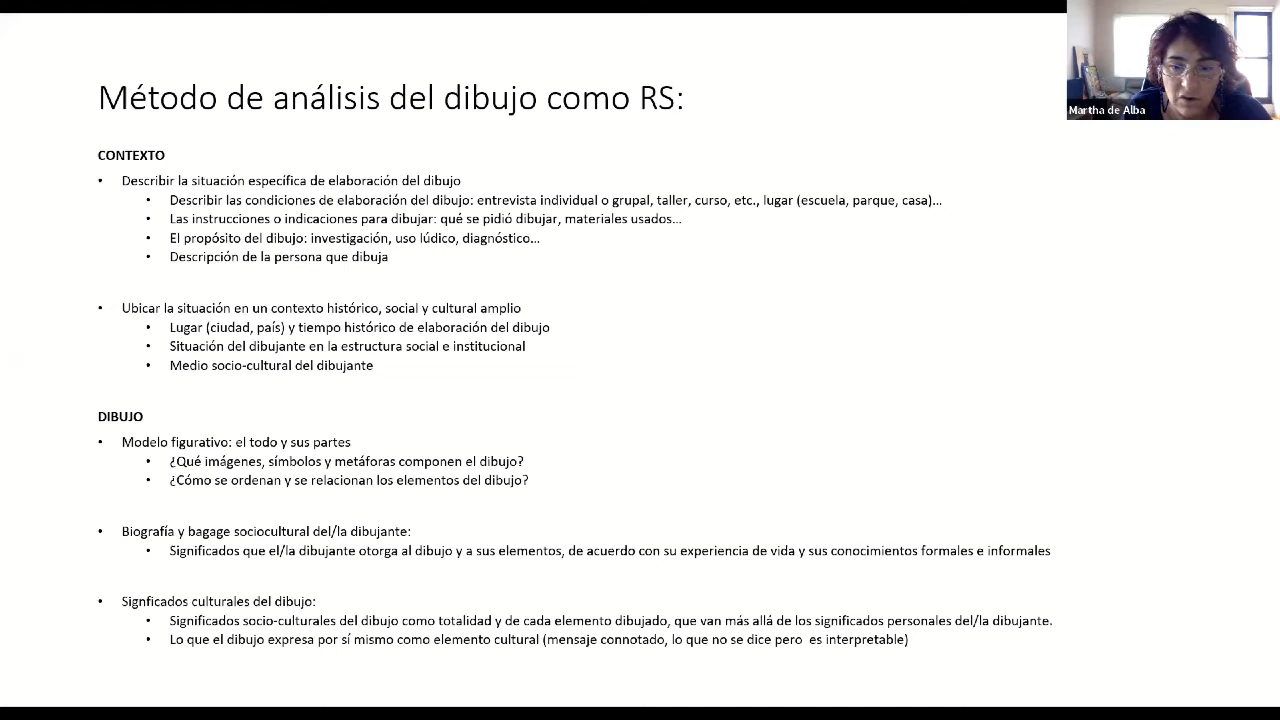 Método de análisis del dibujo como RS:
Martha de Alba
CONTEXTO
• Describir la situación específica de elaboración del dibujo
• Describir las condiciones de elaboración del dibujo: entrevista individual o grupal, taller, curso, etc., lugar (escuela, parque, casa)…
• Las instrucciones o indicaciones para dibujar: qué se pidió dibujar, materiales usados…
• El propósito del dibujo: investigación, uso lúdico, diagnóstico…
• Descripción de la persona que dibuja
• Ubicar la situación en un contexto histórico, social y cultural amplio
• Lugar (ciudad, país) y tiempo histórico de elaboración del dibujo
• Situación del dibujante en la estructura social e institucional
• Medio socio-cultural del dibujante
DIBUJO
• Modelo figurativo: el todo y sus partes
• ¿Qué imágenes, símbolos y metáforas componen el dibujo?
• ¿Cómo se ordenan y se relacionan los elementos del dibujo?
• Biografía y bagage sociocultural del/la dibujante:
• Significados que el/la dibujante otorga al dibujo y a sus elementos, de acuerdo con su experiencia de vida y sus conocimientos formales e informales
• Signficados culturales del dibujo:
• Significados socio-culturales del dibujo como totalidad y de cada elemento dibujado, que van más allá de los significados personales del/la dibujante.
• Lo que el dibujo expresa por sí mismo como elemento cultural (mensaje connotado, lo que no se dice pero es interpretable)